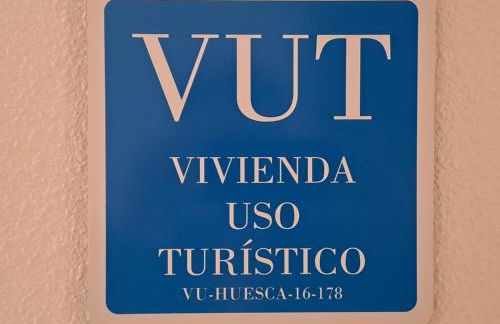 VUT
VIVIENDA
USO
TURÍSTICO
VU-HUESCA-16-178